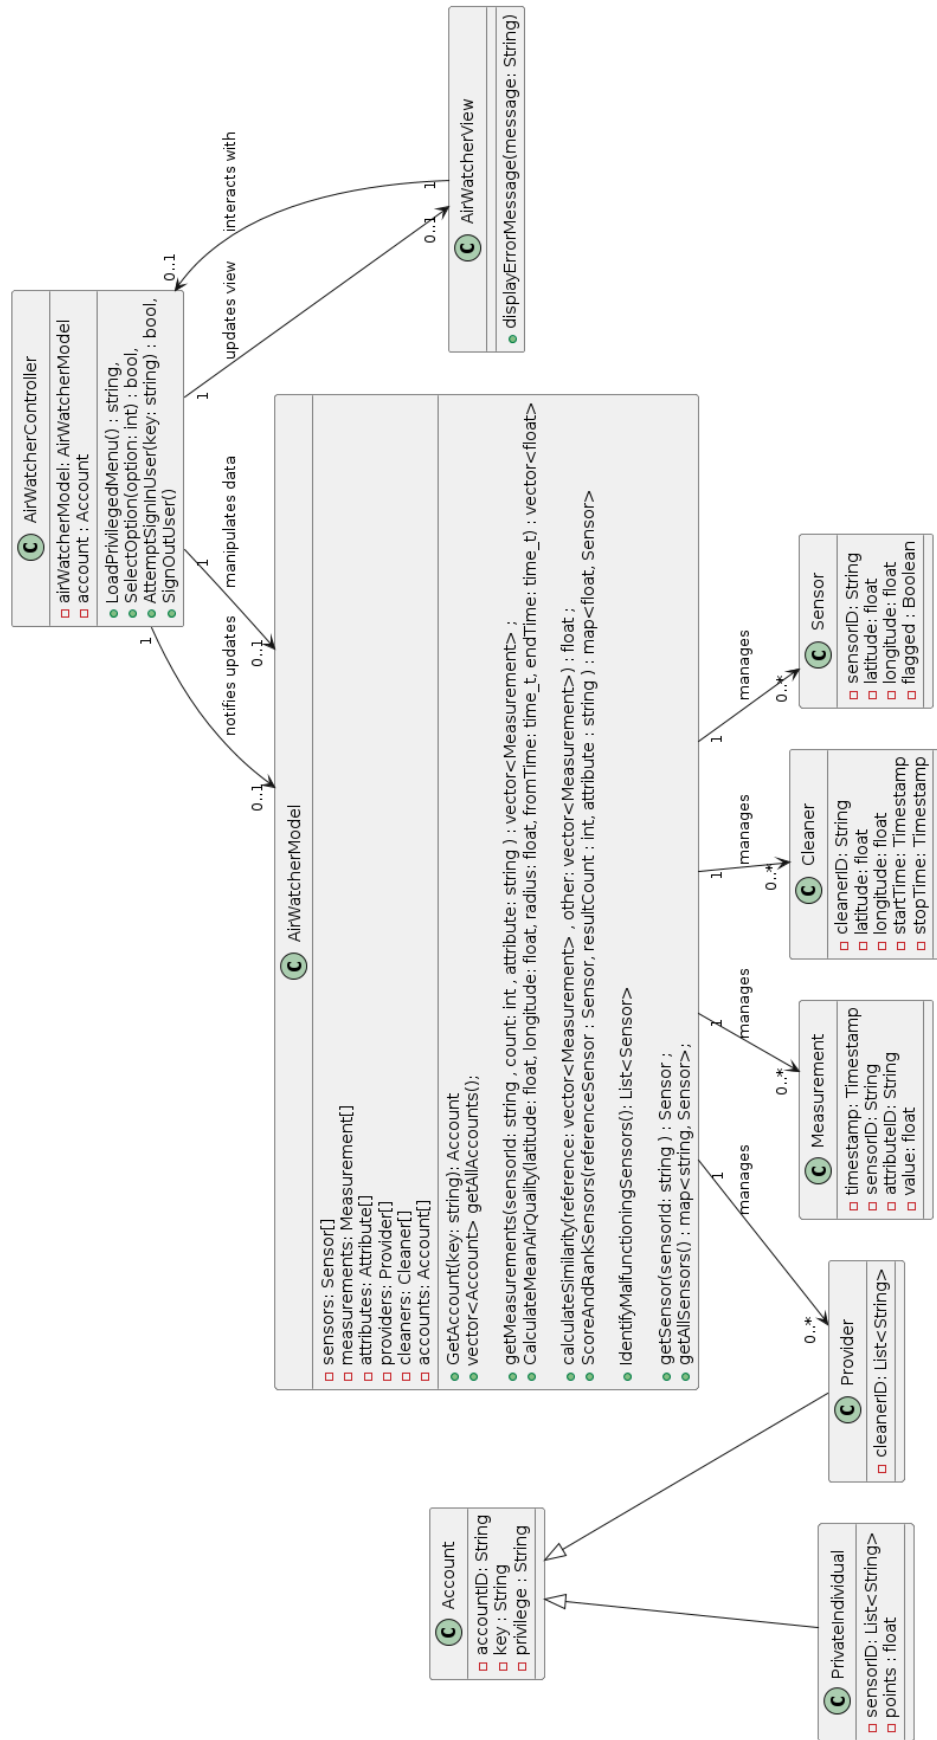 C AirWatcherController
airWatcherModel: AirWatcherModel
account : Account
LoadPrivilegedMenu() : string,
SelectOption(option: int) : bool,
AttemptSignInUser(key: string) : bool,
SignOutUser()
notifies updates
manipulates data
updates view
interacts with
1
0..1
1
0..1
1
0..1
1
0..1
C AirWatcherView
displayErrorMessage(message: String)
C AirWatcherModel
sensors: Sensor[]
measurements: Measurement[]
attributes: Attribute[]
providers: Provider[]
cleaners: Cleaner[]
accounts: Account[]
GetAccount(key: string): Account
vector<Account> getAllAccounts();
getMeasurements(sensorId: string , count: int , attribute: string ) : vector<Measurement> ;
CalculateMeanAirQuality(latitude: float, longitude: float, radius: float, fromTime: time_t, endTime: time_t) : vector<float>
calculateSimilarity(reference: vector<Measurement> , other: vector<Measurement>) : float ;
ScoreAndRankSensors(referenceSensor : Sensor, resultCount : int, attribute : string ) : map<float, Sensor>
IdentifyMalfunctioningSensors(): List<Sensor>
getSensor(sensorId: string ) : Sensor ;
getAllSensors() : map<string, Sensor>;
manages
manages
manages
manages
1
0..*
1
0..*
1
0..*
1
0..*
C Account
accountID: String
key : String
privilege : String
C PrivateIndividual
sensorID: List<String>
points : float
C Provider
cleanerID: List<String>
C Measurement
timestamp: Timestamp
sensorID: String
attributeID: String
value: float
C Cleaner
cleanerID: String
latitude: float
longitude: float
startTime: Timestamp
stopTime: Timestamp
C Sensor
sensorID: String
latitude: float
longitude: float
flagged : Boolean